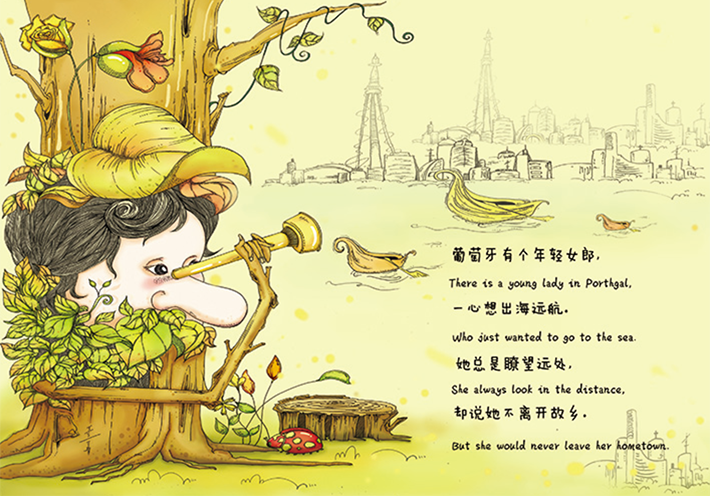 葡萄牙有个年轻女郎,
There is a young lady in Porthgal,
一心想出海远航。
Who just wanted to go to the sea.
她总是瞭望远处,
She always look in the distance,
却说她不离开故乡。
But she would never leave her hometown.